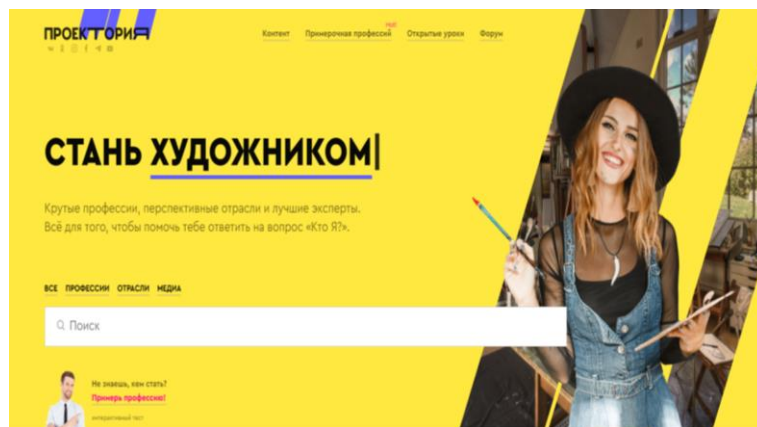 ПРОЕКТОРИЯ
Контент Примерочная профессий Открытые уроки Форум
СТАНЬ ХУДОЖНИКОМ
Крутые профессии, перспективные отрасли и лучшие эксперты.
Всё для того, чтобы помочь тебе ответить на вопрос «Кто Я?».
ВСЕ ПРОФЕССИИ ОТРАСЛИ МЕДИА
Поиск
Не знаешь, кем стать?
Примерь профессию!
интерактивный тест